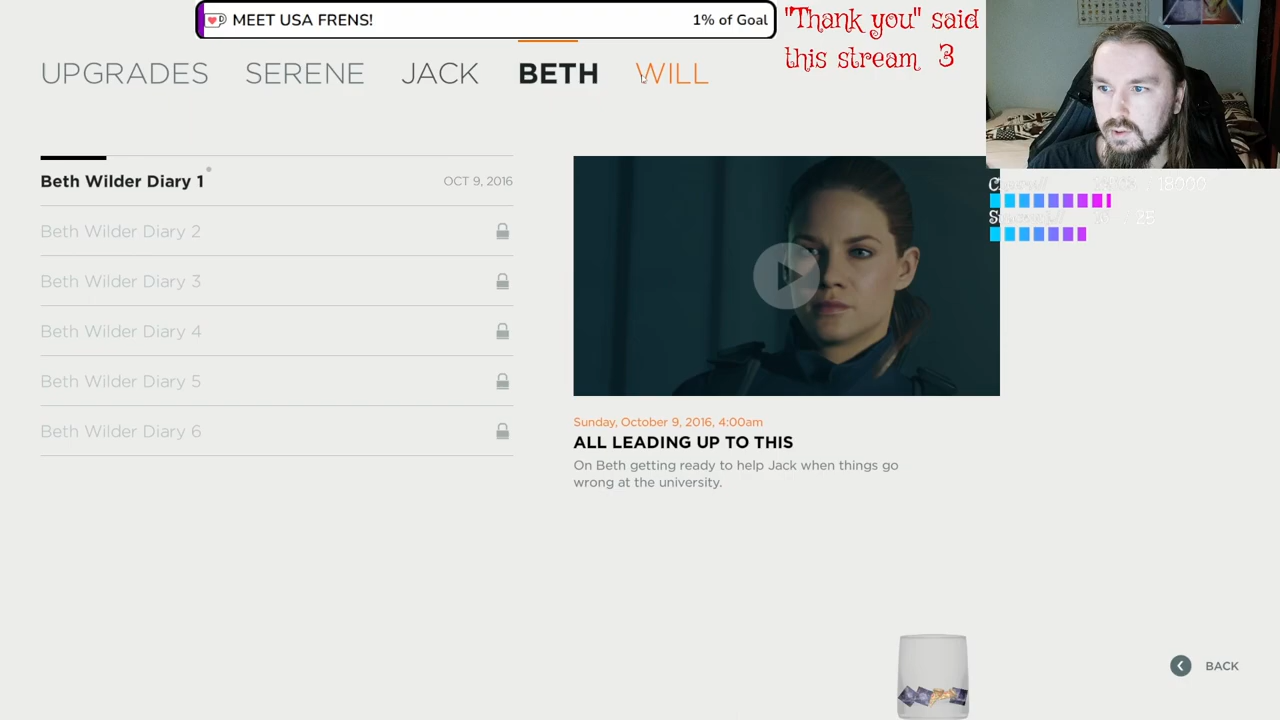 MEET USA FRENS!
1% of Goal
"Thank you" said
this stream 3
UPGRADES SERENE JACK BETH WILL
Beth Wilder Diary 1
OCT 9, 2016
Beth Wilder Diary 2
Beth Wilder Diary 3
Beth Wilder Diary 4
Beth Wilder Diary 5
Beth Wilder Diary 6
18000
25
Sunday, October 9, 2016, 4:00am
ALL LEADING UP TO THIS
On Beth getting ready to help Jack when things go
wrong at the university.
BACK